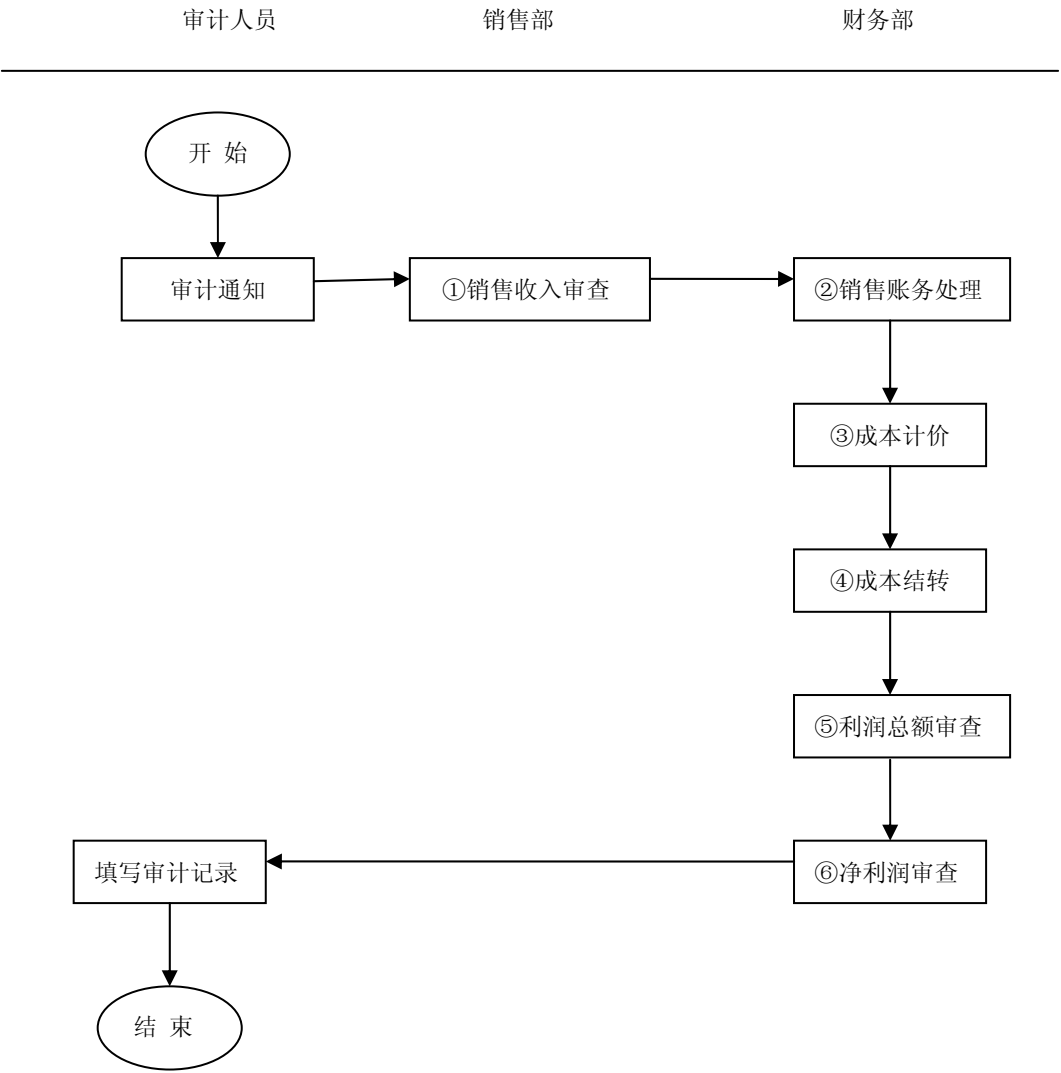 审计人员 销售部 财务部
开 始
审计通知 ①销售收入审查 ②销售账务处理
③成本计价
④成本结转
⑤利润总额审查
填写审计记录 ⑥净利润审查
结 束